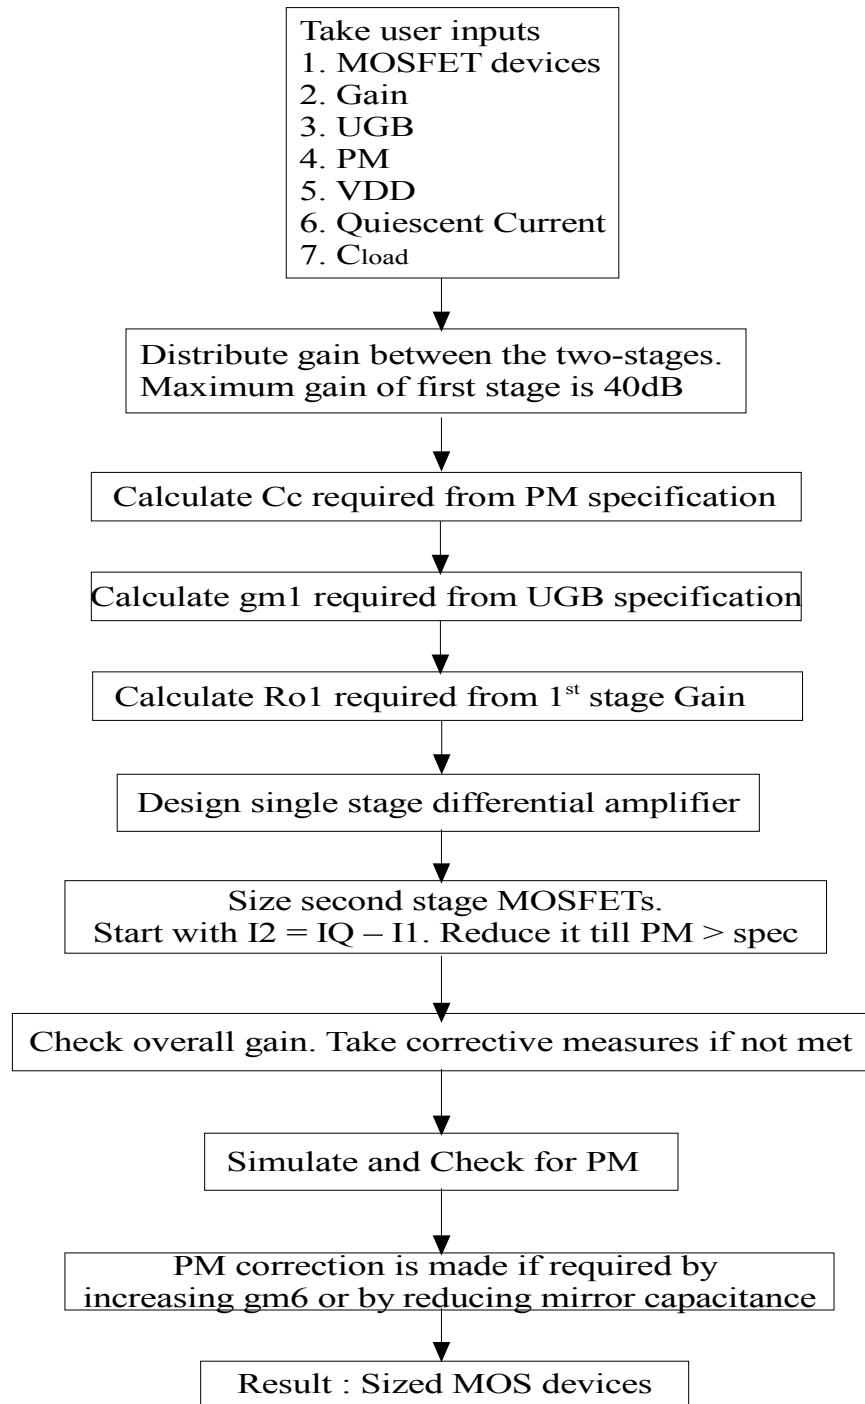 Take user inputs
1. MOSFET devices
2. Gain
3. UGB
4. PM
5. VDD
6. Quiescent Current
7. Cload
Distribute gain between the two-stages.
Maximum gain of first stage is 40dB
Calculate Cc required from PM specification
Calculate gm1 required from UGB specification
Calculate Ro1 required from 1st stage Gain
Design single stage differential amplifier
Size second stage MOSFETs.
Start with I2 = IQ – I1. Reduce it till PM > spec
Check overall gain. Take corrective measures if not met
Simulate and Check for PM
PM correction is made if required by
increasing gm6 or by reducing mirror capacitance
Result : Sized MOS devices